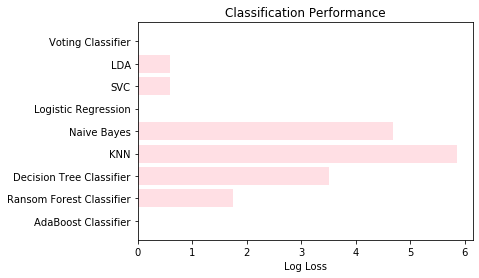 Classification Performance
Voting Classifier
LDA
SVC
Logistic Regression
Naive Bayes
KNN
Decision Tree Classifier
Ransom Forest Classifier
AdaBoost Classifier
0 1 2 3 4 5 6
Log Loss